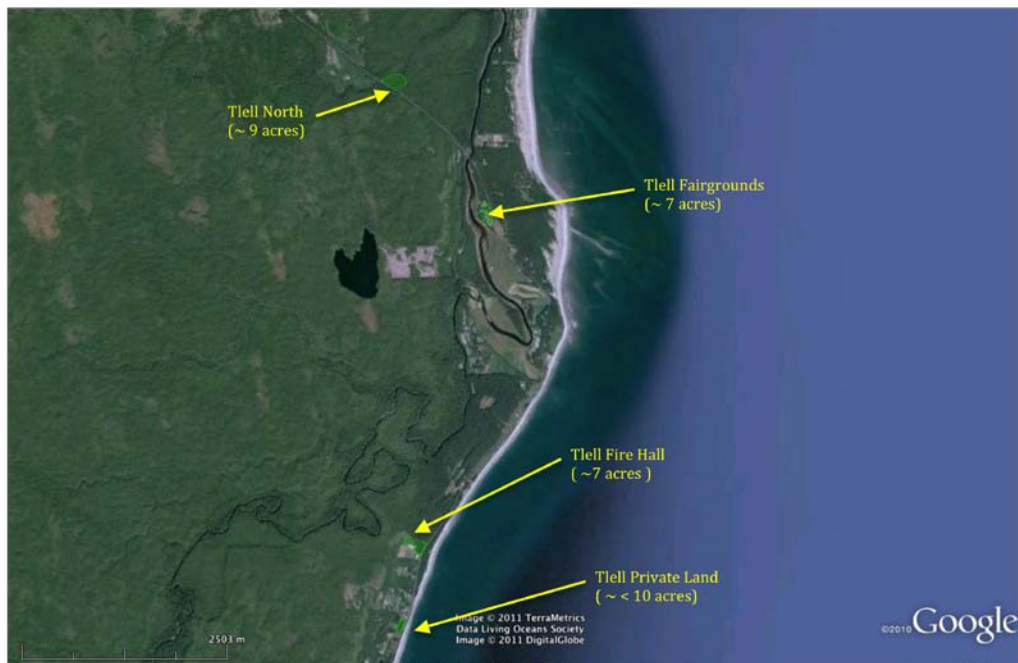 Tlell North
(~ 9 acres)
Tlell Fairgrounds
(~ 7 acres)
Tlell Fire Hall
( ~7 acres )
Tlell Private Land
( ~ < 10 acres)
Image © 2011 TerraMetrics
Data Living Oceans Society
Image © 2011 DigitalGlobe
2503 m
©2010 Google